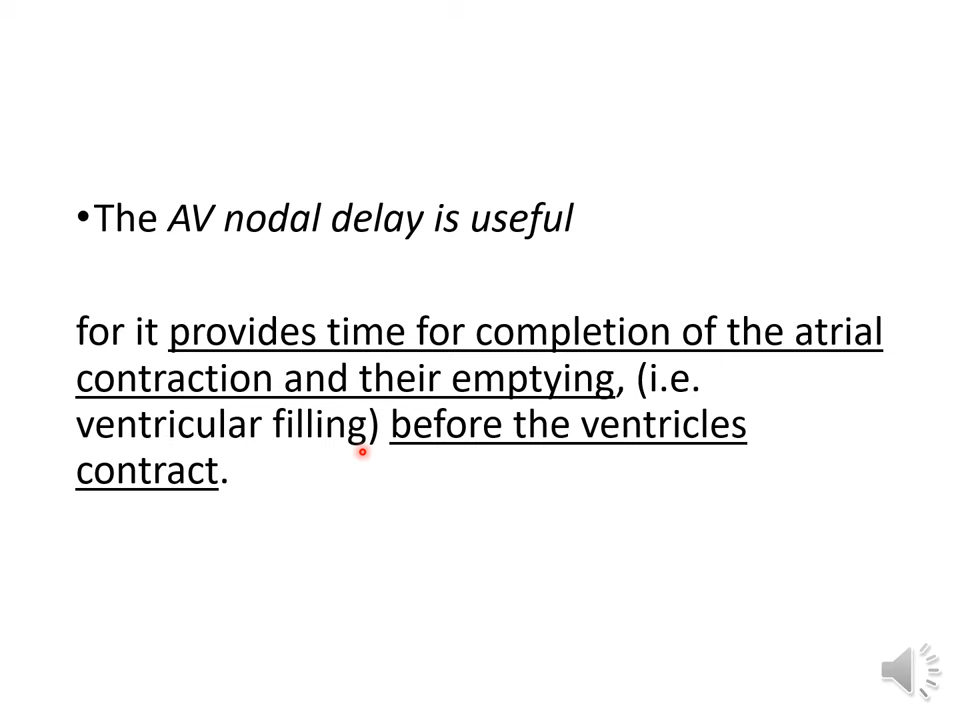 •The AV nodal delay is useful
for it provides time for completion of the atrial
contraction and their emptying, (i.e.
ventricular filling) before the ventricles
contract.